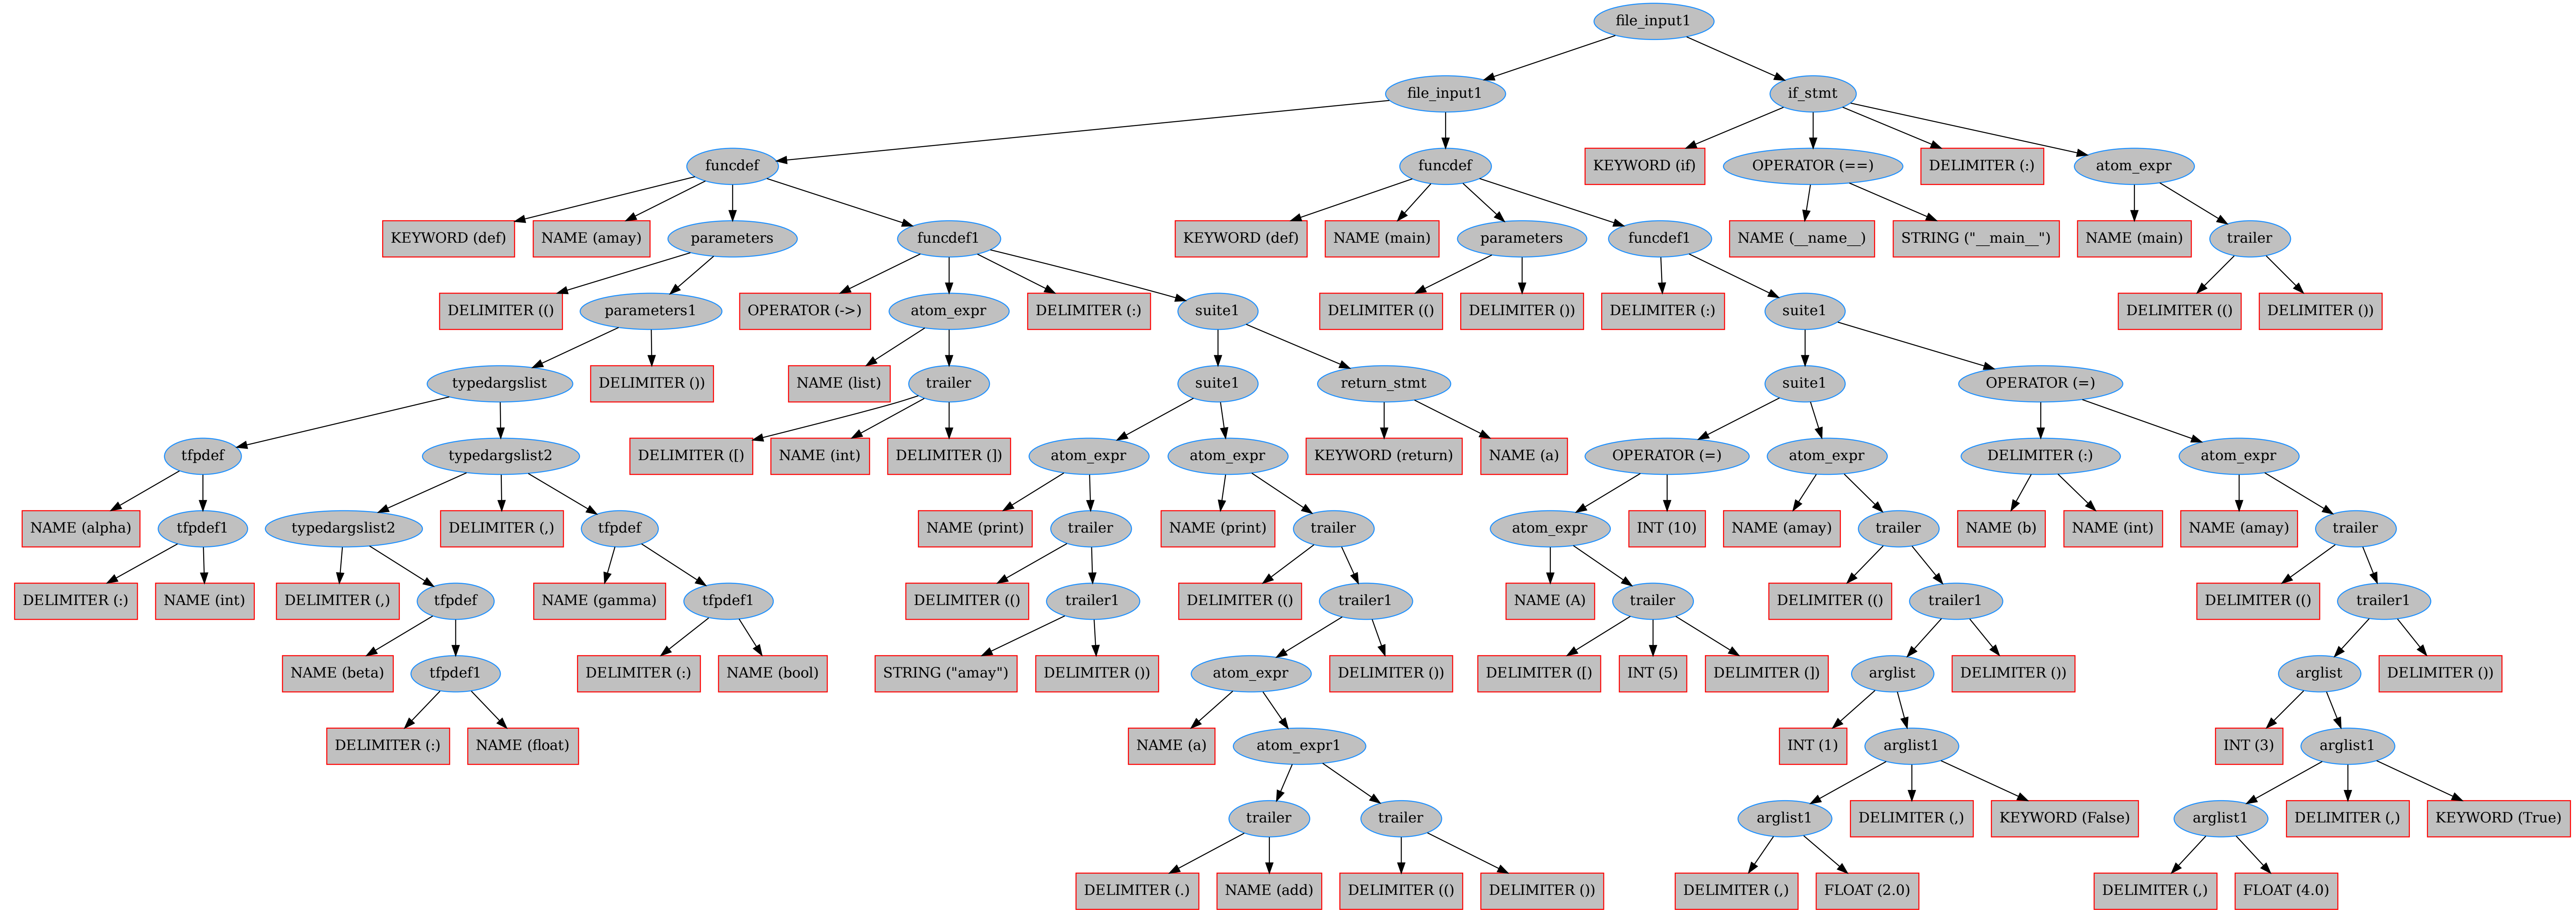 file_input1
file_input1 if_stmt
funcdef funcdef KEYWORD (if) OPERATOR (==) DELIMITER (:) atom_expr
KEYWORD (def) NAME (amay) parameters funcdef1 KEYWORD (def) NAME (main) parameters funcdef1 NAME (__name__) STRING ("__main__") NAME (main) trailer
DELIMITER (() parameters1 OPERATOR (->) atom_expr DELIMITER (:) suite1 DELIMITER (() DELIMITER ()) DELIMITER (:) suite1 DELIMITER (() DELIMITER ())
typedargslist DELIMITER ()) NAME (list) trailer suite1 return_stmt suite1 OPERATOR (=)
tfpdef typedargslist2 DELIMITER ([) NAME (int) DELIMITER (]) atom_expr atom_expr KEYWORD (return) NAME (a) OPERATOR (=) atom_expr DELIMITER (:) atom_expr
NAME (alpha) tfpdef1 typedargslist2 DELIMITER (,) tfpdef NAME (print) trailer NAME (print) trailer atom_expr INT (10) NAME (amay) trailer NAME (b) NAME (int) NAME (amay) trailer
DELIMITER (:) NAME (int) DELIMITER (,) tfpdef NAME (gamma) tfpdef1 DELIMITER (() trailer1 DELIMITER (() trailer1 NAME (A) trailer DELIMITER (() trailer1 DELIMITER (() trailer1
NAME (beta) tfpdef1 DELIMITER (:) NAME (bool) STRING ("amay") DELIMITER ()) atom_expr DELIMITER ()) DELIMITER ([) INT (5) DELIMITER (]) arglist DELIMITER ()) arglist DELIMITER ())
DELIMITER (:) NAME (float) NAME (a) atom_expr1 INT (1) arglist1 INT (3) arglist1
trailer trailer arglist1 DELIMITER (,) KEYWORD (False) arglist1 DELIMITER (,) KEYWORD (True)
DELIMITER (.) NAME (add) DELIMITER (() DELIMITER ()) DELIMITER (,) FLOAT (2.0) DELIMITER (,) FLOAT (4.0)